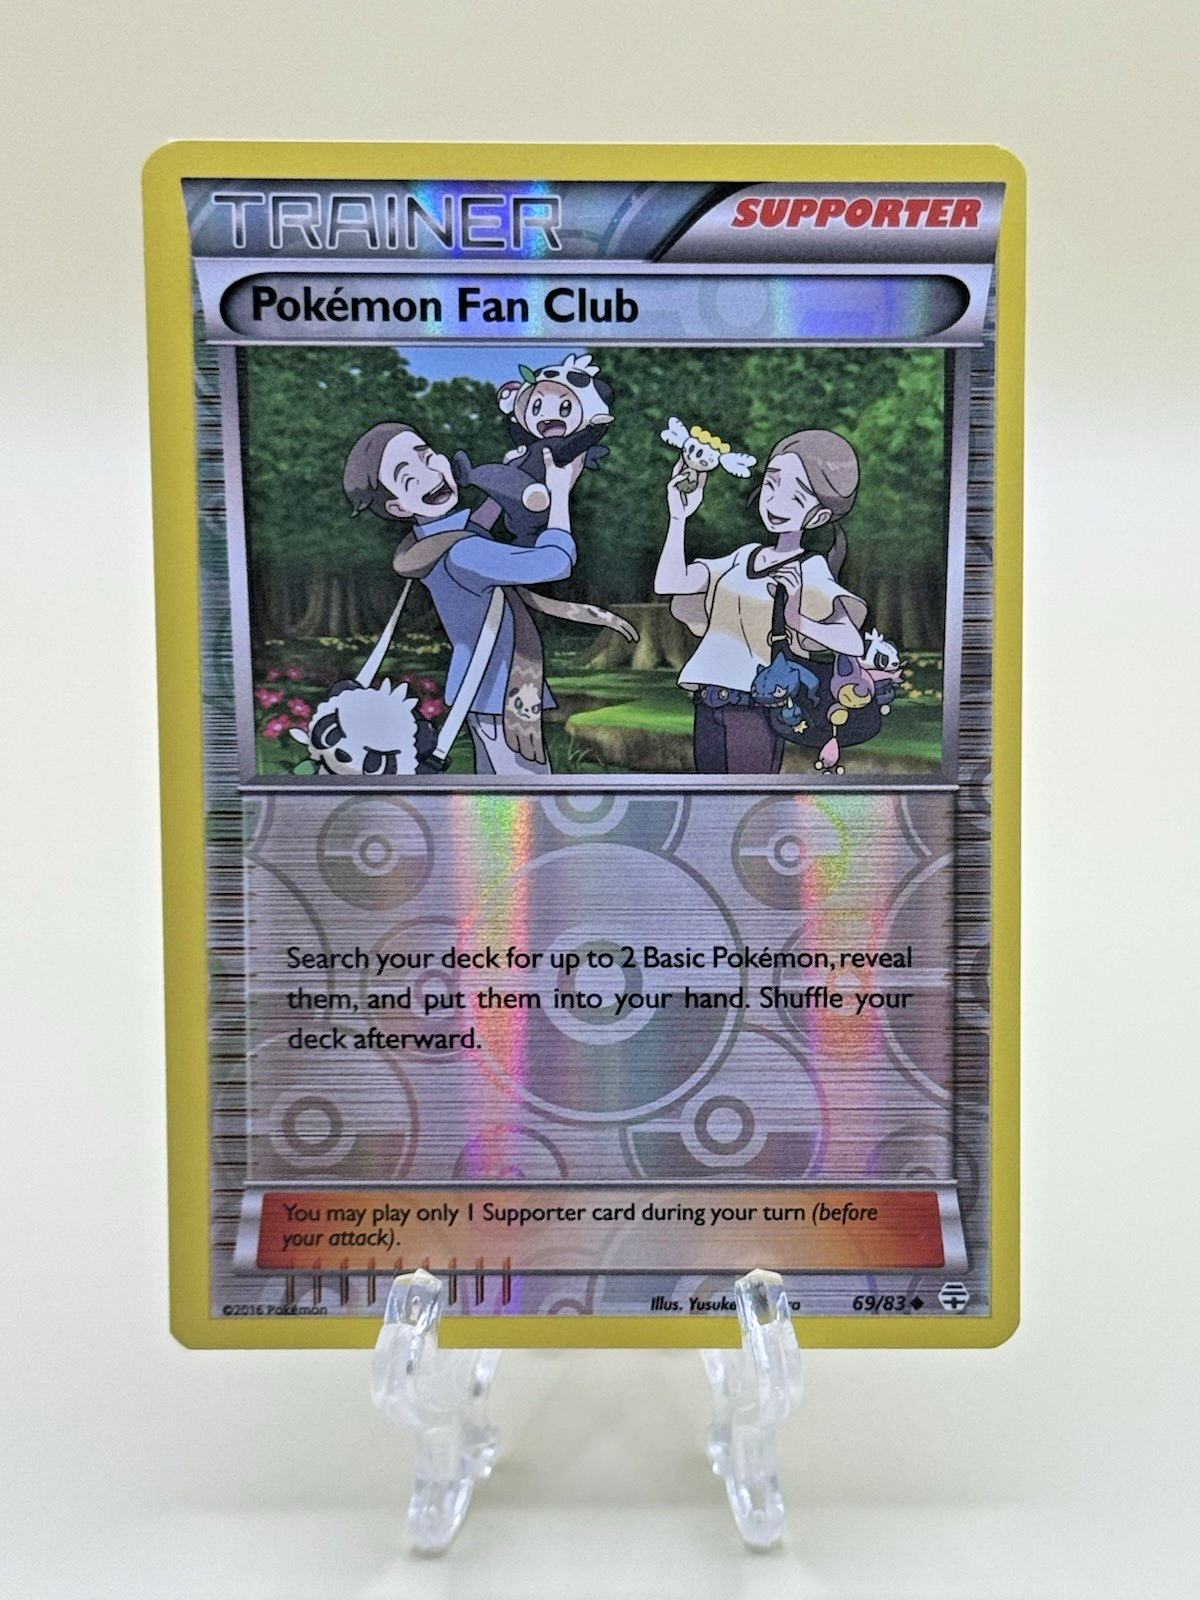 TRAINER
SUPPORTER
Pokémon Fan Club
Search your deck for up to 2 Basic Pokémon, reveal
them, and put them into your hand. Shuffle your
deck afterward.
You may play only 1 Supporter card during your turn (before
your attack).
©2016 Pokémon
Illus. Yusuke
69/83